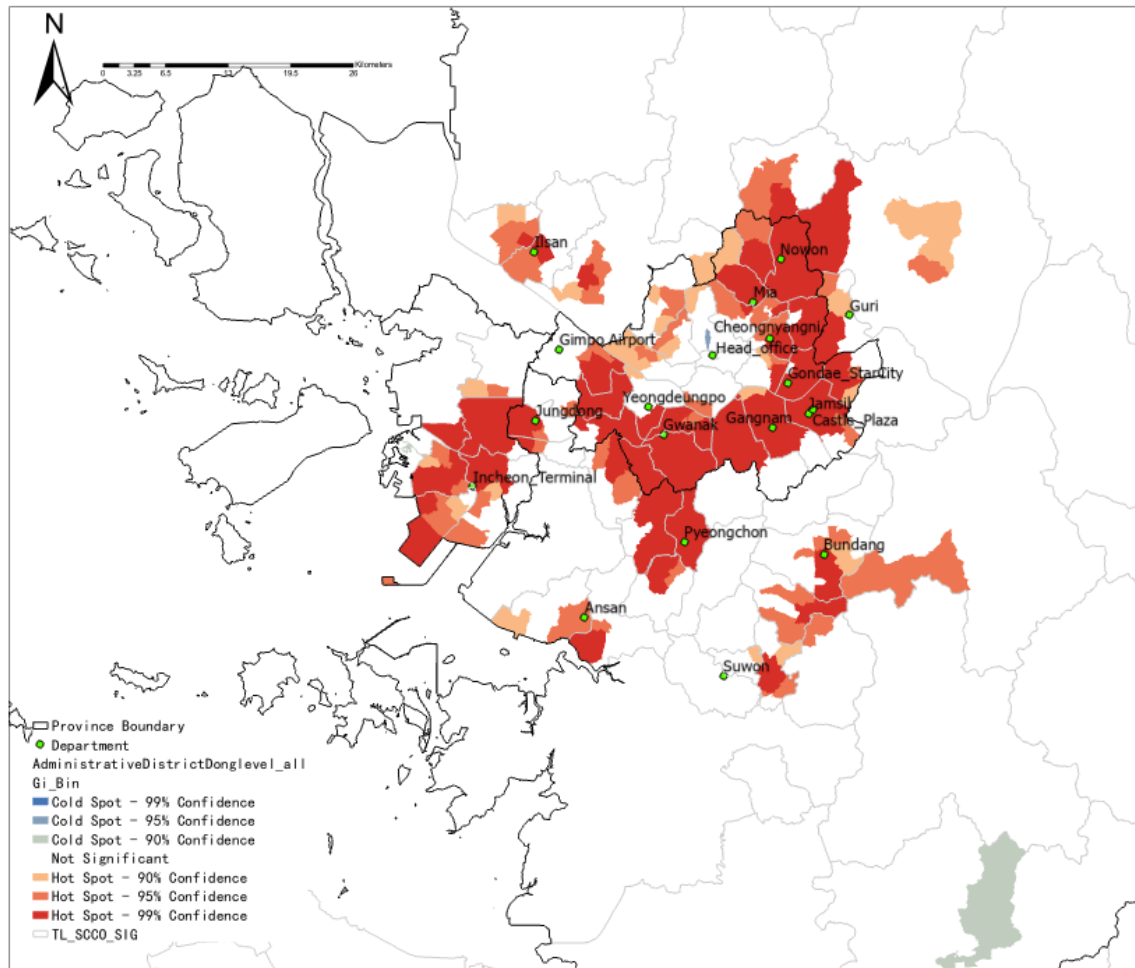 N
Kilometers
0 3.25 6.5 13 19.5 26
Ilsan
Nowon
Mia
Guri
Cheongnyangni
Gimpo Airport
Head_office
Gondae_StarCity
Yeongdeungpo
Jamsil
Jungdong
Gangnam
Castle_Plaza
Gwanak
Incheon_Terminal
Pyeongchon
Bundang
Ansan
Suwon
Province Boundary
Department
AdministrativeDistrictDonglevel_all
Gi_Bin
Cold Spot - 99% Confidence
Cold Spot - 95% Confidence
Cold Spot - 90% Confidence
Not Significant
Hot Spot - 90% Confidence
Hot Spot - 95% Confidence
Hot Spot - 99% Confidence
TL_SCCO_SIG